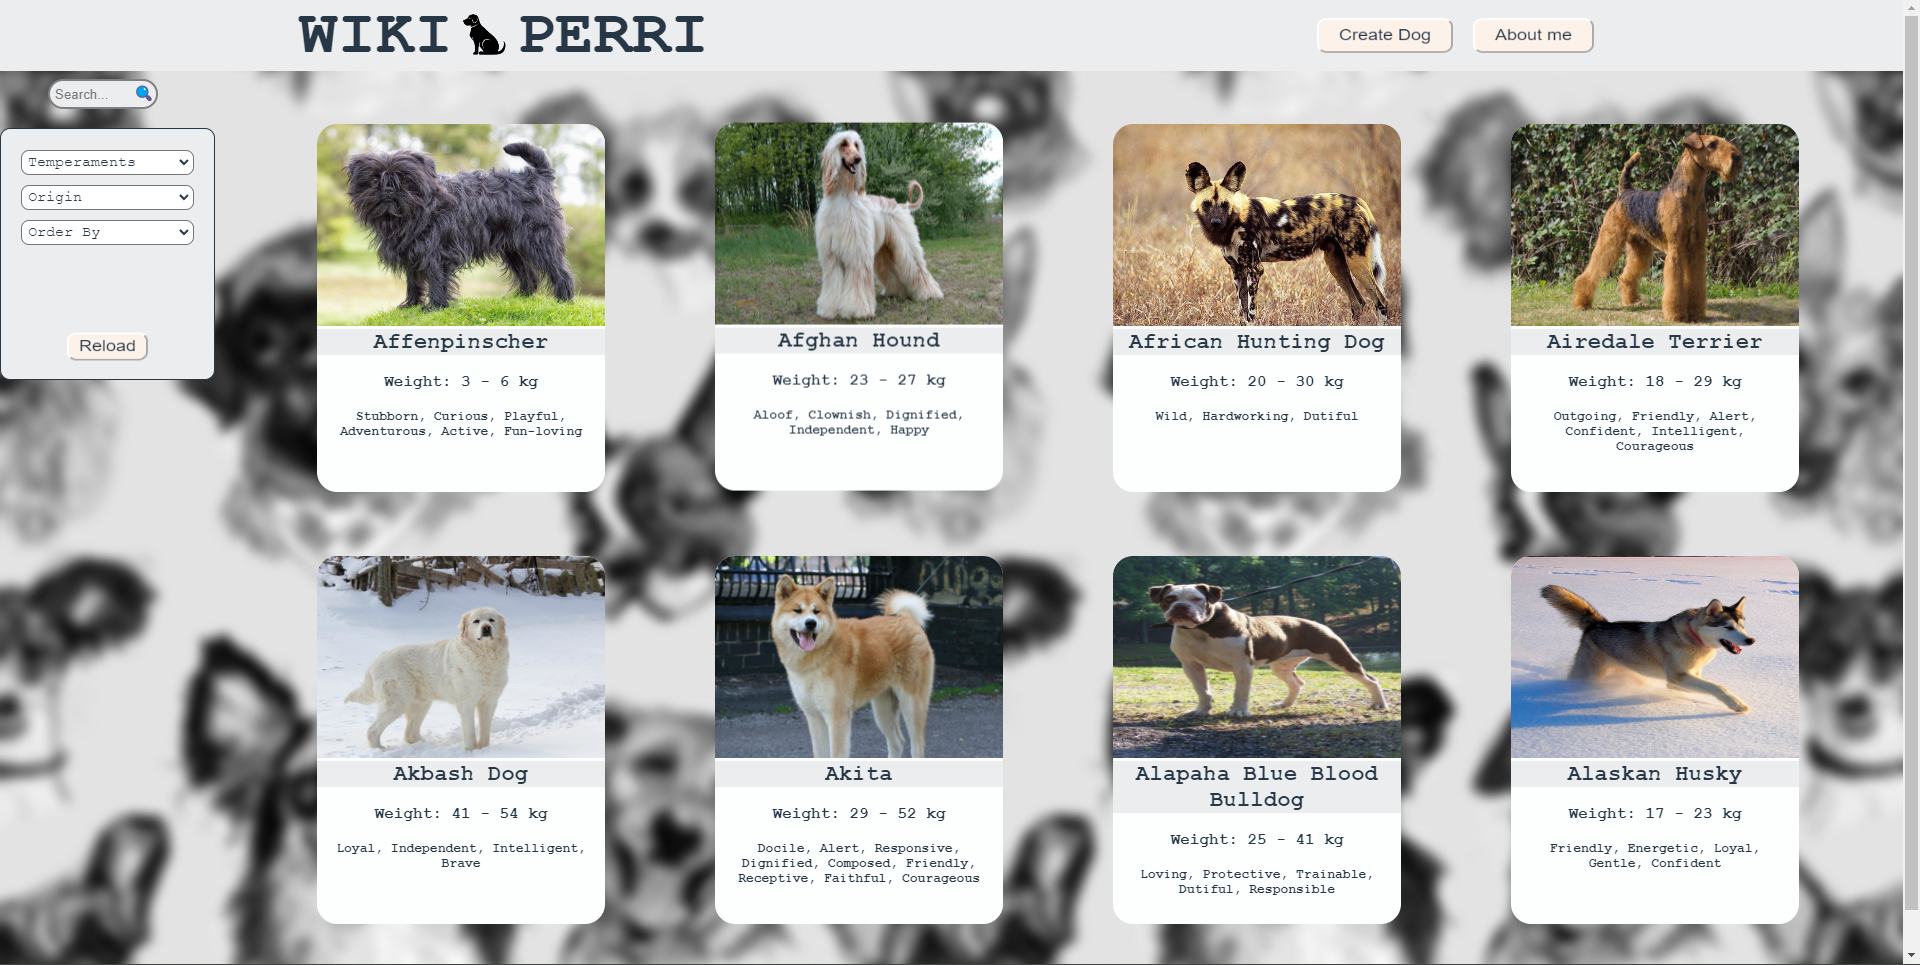 WIKI PERRI
Create Dog
About me
Search...
Temperaments
Origin
Order By
Reload
Affenpinscher
Weight: 3 - 6 kg
Stubborn, Curious, Playful,
Adventurous, Active, Fun-loving
Afghan Hound
Weight: 23 - 27 kg
Aloof, Clownish, Dignified,
Independent, Happy
African Hunting Dog
Weight: 20 - 30 kg
Wild, Hardworking, Dutiful
Airedale Terrier
Weight: 18 - 29 kg
Outgoing, Friendly, Alert,
Confident, Intelligent,
Courageous
Akbash Dog
Weight: 41 - 54 kg
Loyal, Independent, Intelligent,
Brave
Akita
Weight: 29 - 52 kg
Docile, Alert, Responsive,
Dignified, Composed, Friendly,
Receptive, Faithful, Courageous
Alapaha Blue Blood
Bulldog
Weight: 25 - 41 kg
Loving, Protective, Trainable,
Dutiful, Responsible
Alaskan Husky
Weight: 17 - 23 kg
Friendly, Energetic, Loyal,
Gentle, Confident